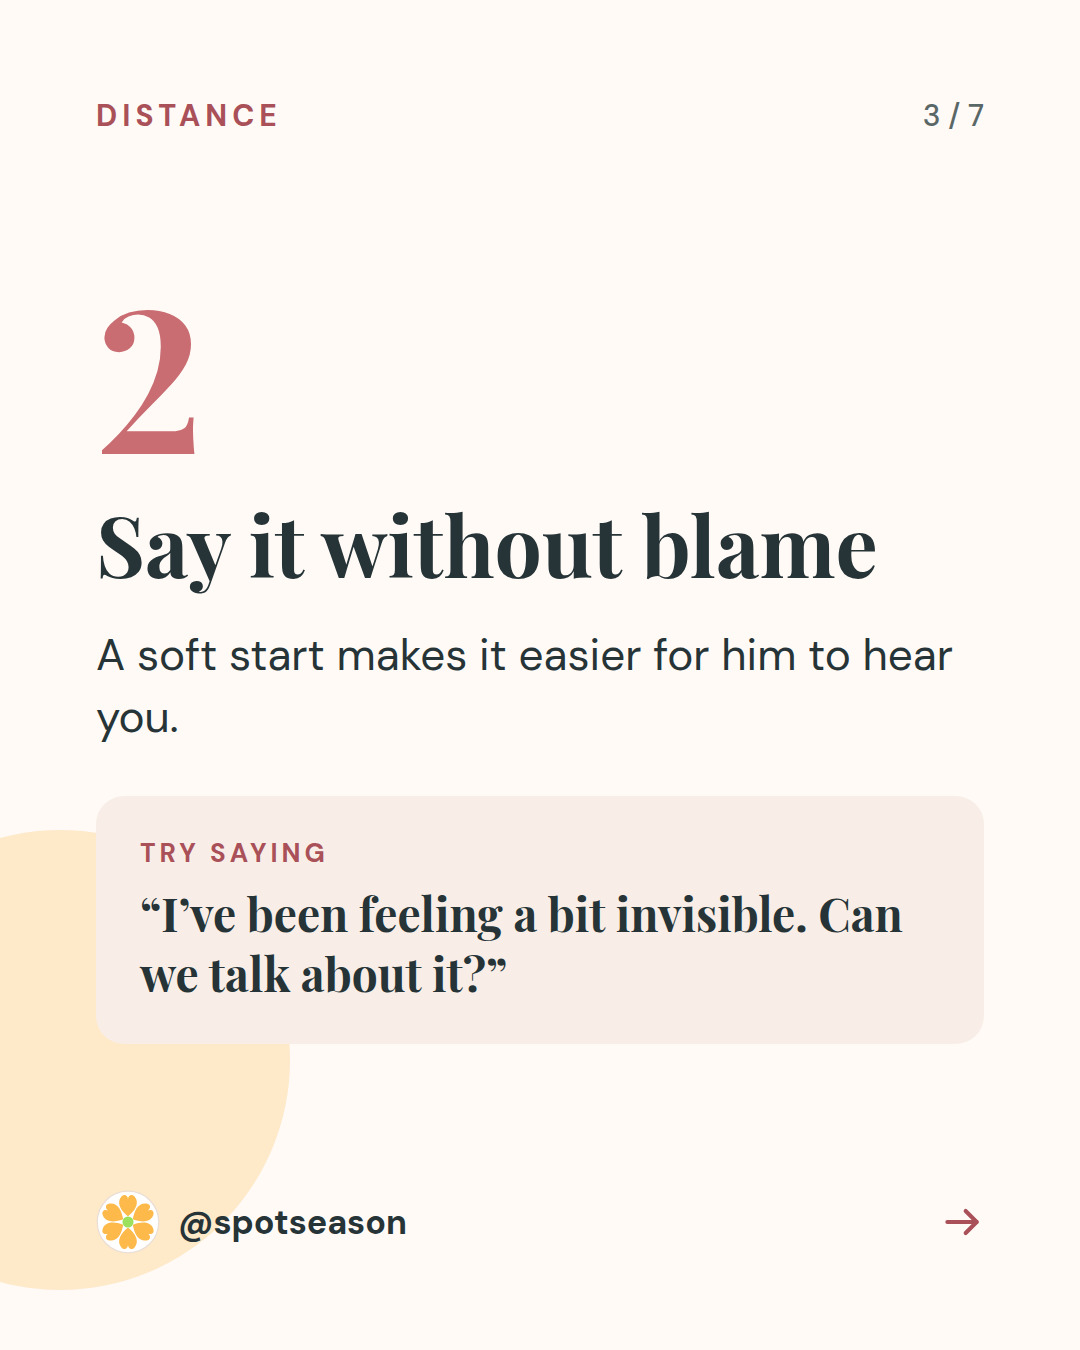 DISTANCE
3 / 7
2
Say it without blame
A soft start makes it easier for him to hear
you.
TRY SAYING
“I’ve been feeling a bit invisible. Can
we talk about it?”
@spotseason